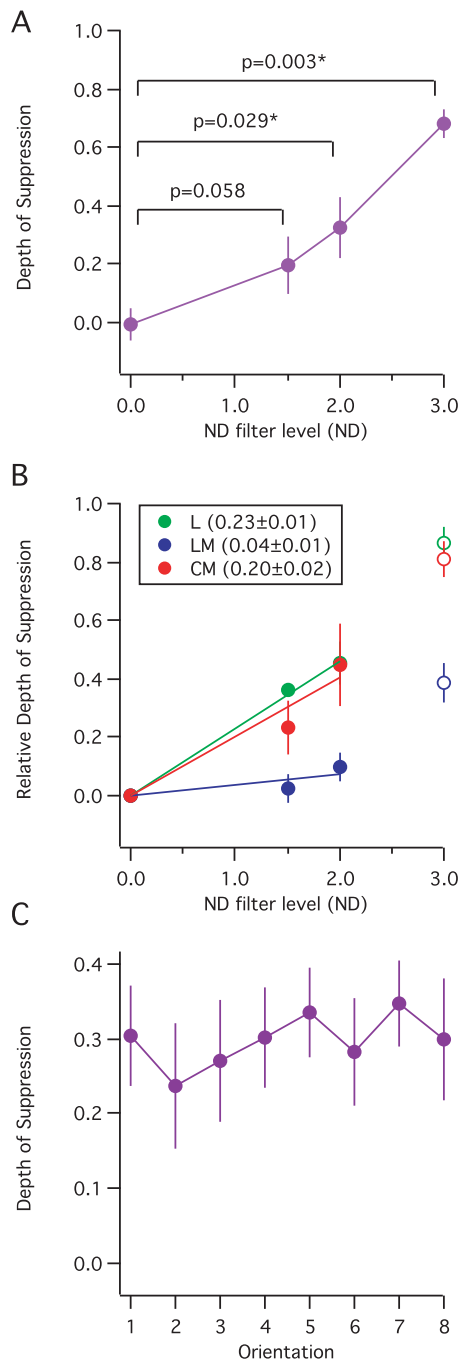 A
1.0
0.8
0.6
0.4
0.2
0.0
Depth of Suppression
p=0.003*
p=0.029*
p=0.058
0.0 1.0 2.0 3.0
ND filter level (ND)
B
1.0
0.8
0.6
0.4
0.2
0.0
Relative Depth of Suppression
L (0.23±0.01)
LM (0.04±0.01)
CM (0.20±0.02)
0.0 1.0 2.0 3.0
ND filter level (ND)
C
0.4
0.3
0.2
0.1
0.0
Depth of Suppression
1 2 3 4 5 6 7 8
Orientation